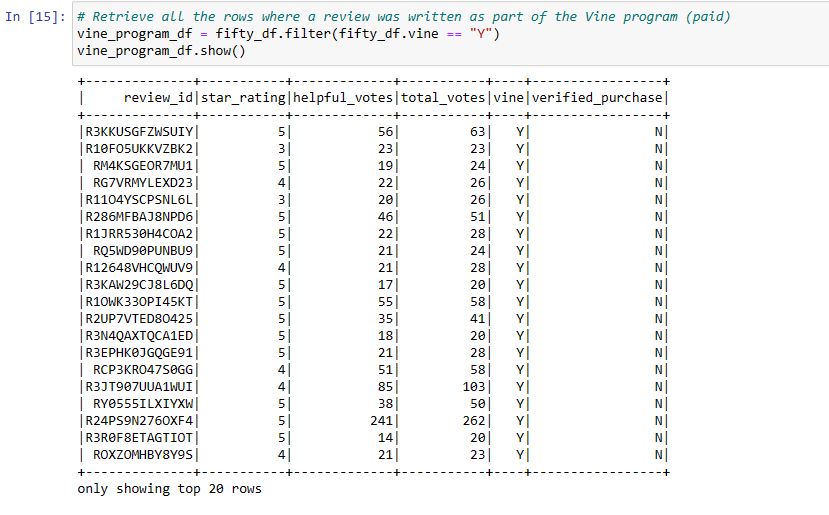 In [15]: # Retrieve all the rows where a review was written as part of the Vine program (paid)
vine_program_df = fifty_df.filter(fifty_df.vine == "Y")
vine_program_df.show()
+--------------+-----------+-------------+-----------+----+-----------------+
|     review_id|star_rating|helpful_votes|total_votes|vine|verified_purchase|
+--------------+-----------+-------------+-----------+----+-----------------+
|R3KKUSGFZWSUIY|          5|           56|         63|   Y|                N|
|R10FO5UKKVZBK2|          3|           23|         23|   Y|                N|
| RM4KSGEOR7MU1|          5|           19|         24|   Y|                N|
| RG7VRMYLEXD23|          4|           22|         26|   Y|                N|
|R11O4YSCPSNL6L|          3|           20|         26|   Y|                N|
|R286MFBAJ8NPD6|          5|           46|         51|   Y|                N|
|R1JRR530H4COA2|          5|           22|         28|   Y|                N|
| RQ5WD90PUNBU9|          5|           21|         24|   Y|                N|
|R12648VHCQWUV9|          4|           21|         28|   Y|                N|
|R3KAW29CJ8L6DQ|          5|           17|         20|   Y|                N|
|R1OWK33OPI45KT|          5|           55|         58|   Y|                N|
|R2UP7VTED8O425|          5|           35|         41|   Y|                N|
|R3N4QAXTQCA1ED|          5|           18|         20|   Y|                N|
|R3EPHK0JGQGE91|          5|           21|         28|   Y|                N|
| RCP3KRO47S0GG|          4|           51|         58|   Y|                N|
|R3JT907UUA1WUI|          4|           85|        103|   Y|                N|
| RY0555ILXIYXW|          5|           38|         50|   Y|                N|
|R24PS9N276OXF4|          5|          241|        262|   Y|                N|
|R3R0F8ETAGTIOT|          5|           14|         20|   Y|                N|
| ROXZOMHBY8Y9S|          4|           21|         23|   Y|                N|
+--------------+-----------+-------------+-----------+----+-----------------+
only showing top 20 rows